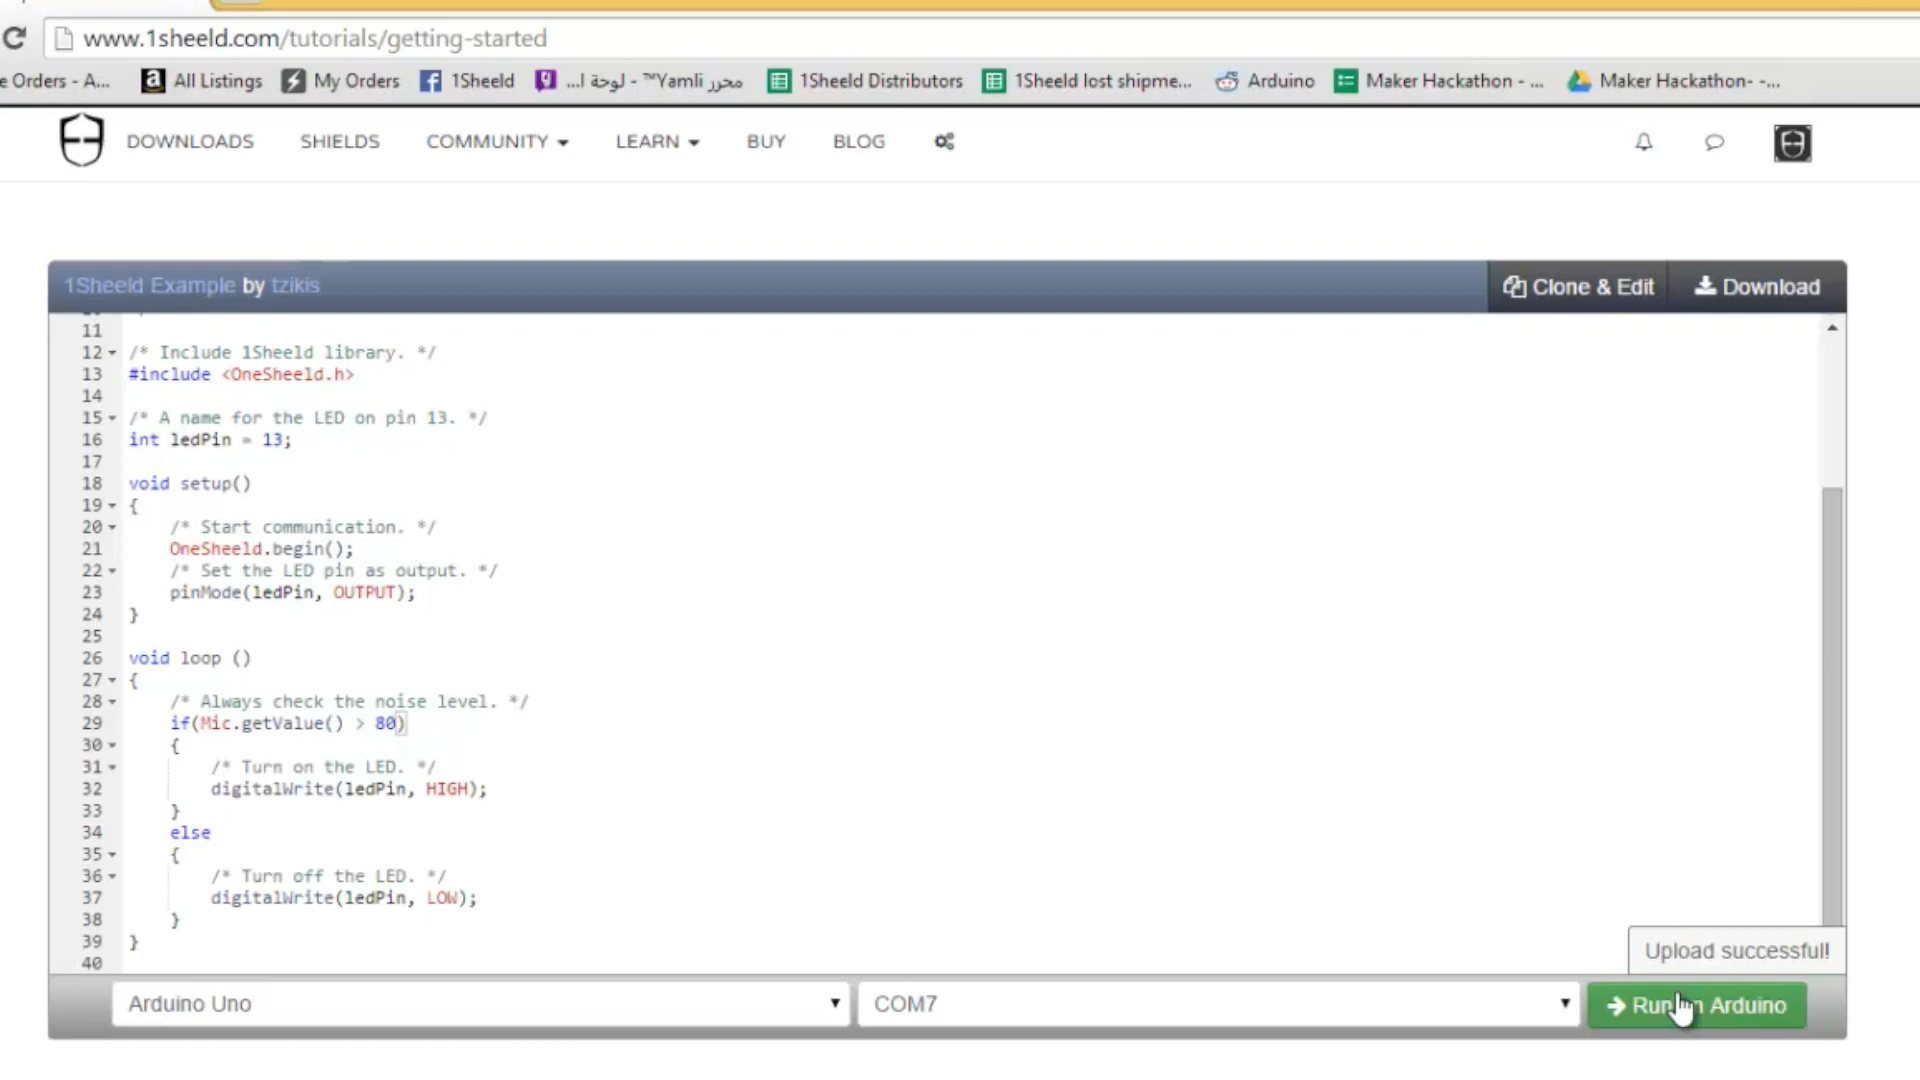 www.1sheeld.com/tutorials/getting-started
e Orders - A...
All Listings
My Orders
1Sheeld
محرر Yamli™ - لوحة ا...
1Sheeld Distributors
1Sheeld lost shipme...
Arduino
Maker Hackathon - ...
Maker Hackathon- -...
DOWNLOADS
SHIELDS
COMMUNITY
LEARN
BUY
BLOG
1Sheeld Example by tzikis
Clone & Edit
Download
11
12 /* Include 1Sheeld library. */
13 #include <OneSheeld.h>
14
15 /* A name for the LED on pin 13. */
16 int ledPin = 13;
17
18 void setup()
19 {
20 /* Start communication. */
21 OneSheeld.begin();
22 /* Set the LED pin as output. */
23 pinMode(ledPin, OUTPUT);
24 }
25
26 void loop ()
27 {
28 /* Always check the noise level. */
29 if(Mic.getValue() > 80)
30 {
31 /* Turn on the LED. */
32 digitalWrite(ledPin, HIGH);
33 }
34 else
35 {
36 /* Turn off the LED. */
37 digitalWrite(ledPin, LOW);
38 }
39 }
40
Upload successful!
Arduino Uno
COM7
Run Arduino